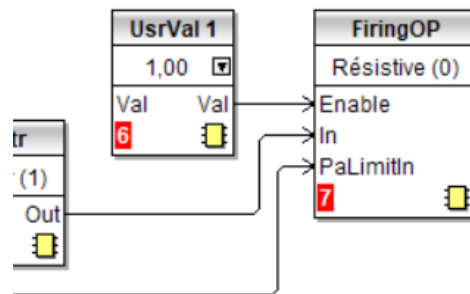 UsrVal 1
1,00
Val Val
6
FiringOP
Résistive (0)
Enable
In
PaLimitIn
7
tr
(1)
Out